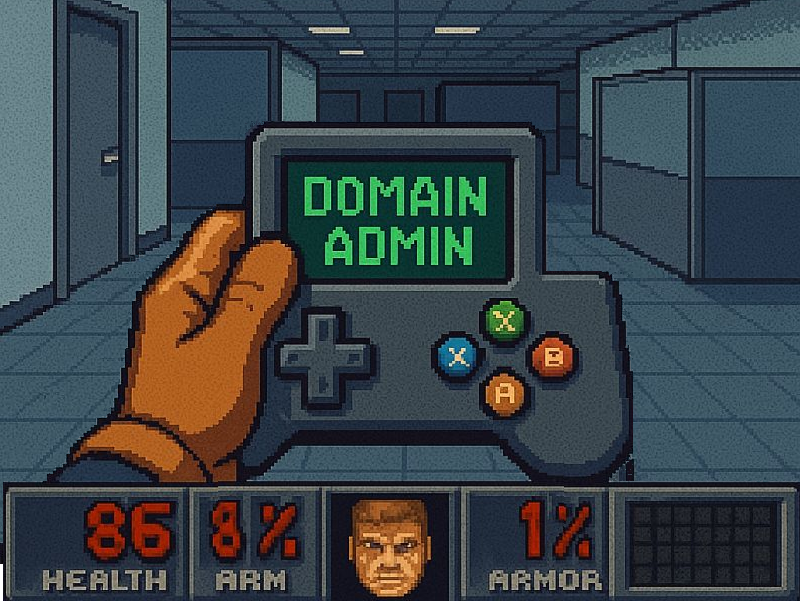 DOMAIN
ADMIN
X
X B
A
86 8% 1%
HEALTH ARM ARMOR